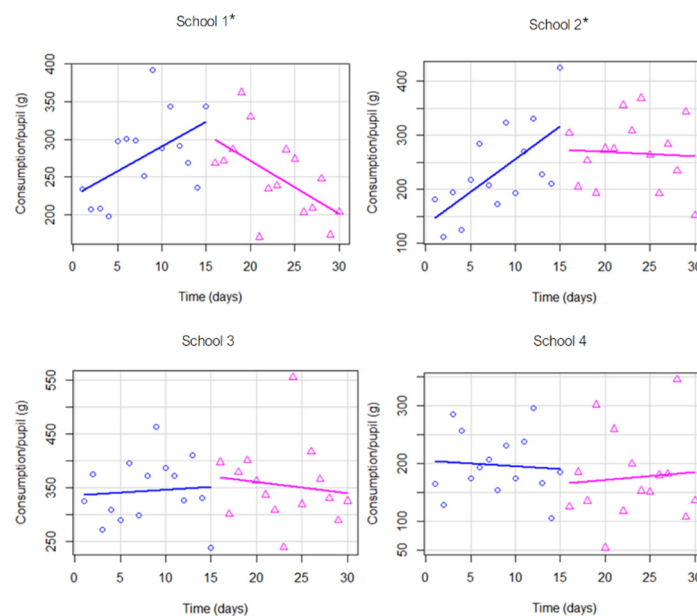 School 1*
School 2*
Consumption/pupil (g)
400
350
300
250
200
0 5 10 15 20 25 30
Time (days)
Consumption/pupil (g)
400
300
200
100
0 5 10 15 20 25 30
Time (days)
School 3
School 4
Consumption/pupil (g)
550
450
350
250
0 5 10 15 20 25 30
Time (days)
Consumption/pupil (g)
300
200
150
100
50
0 5 10 15 20 25 30
Time (days)